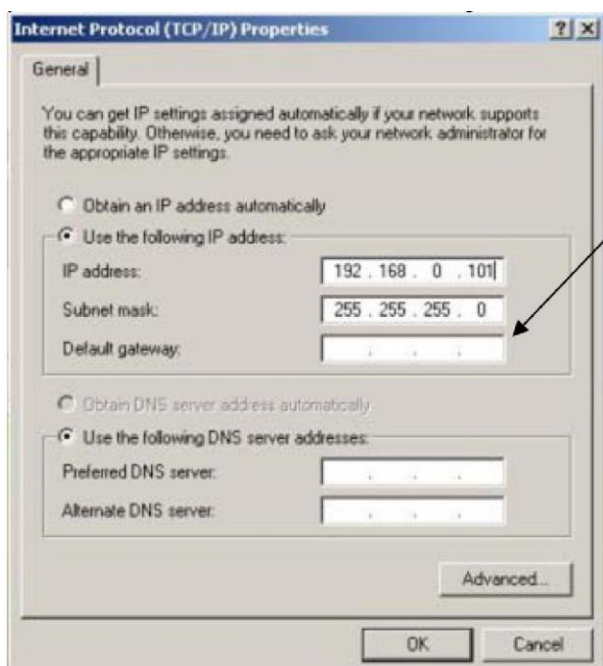 Internet Protocol (TCP/IP) Properties
General
You can get IP settings assigned automatically if your network supports
this capability. Otherwise, you need to ask your network administrator for
the appropriate IP settings.
Obtain an IP address automatically
Use the following IP address:
IP address: 192 . 168 . 0 . 101
Subnet mask: 255 . 255 . 255 . 0
Default gateway: . . .
Obtain DNS server address automatically
Use the following DNS server addresses:
Preferred DNS server: . . .
Alternate DNS server: . . .
Advanced...
OK Cancel